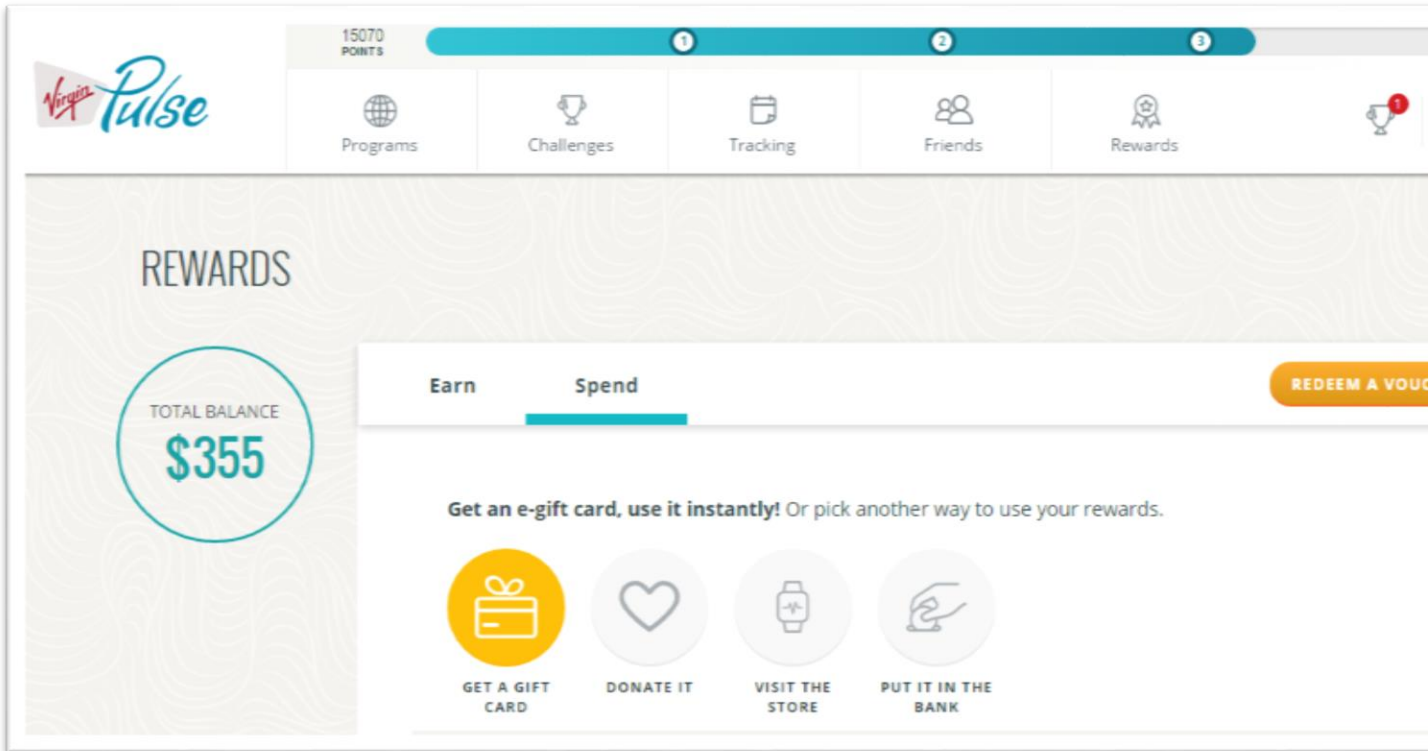 15070
POINTS
1
2
3
Virgin Pulse
Programs
Challenges
Tracking
Friends
Rewards
1
REWARDS
TOTAL BALANCE
$355
Earn
Spend
REDEEM A VOUC
Get an e-gift card, use it instantly! Or pick another way to use your rewards.
GET A GIFT
CARD
DONATE IT
VISIT THE
STORE
PUT IT IN THE
BANK